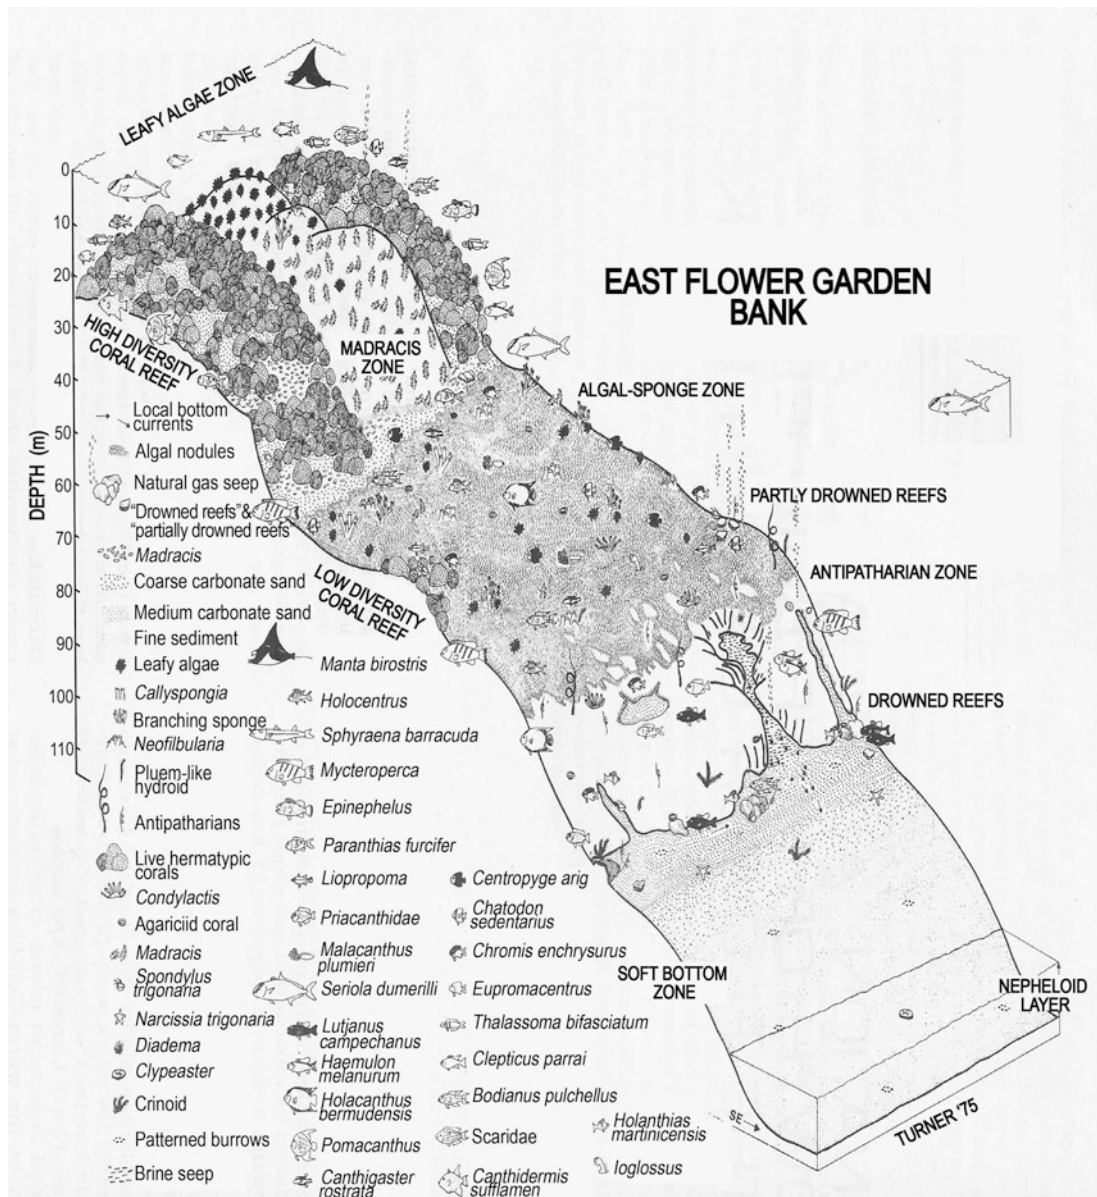 LEAFY ALGAE ZONE
0
10
20
30
40
50
60
70
80
90
100
110
DEPTH (m)
EAST FLOWER GARDEN
BANK
HIGH DIVERSITY
CORAL REEF
MADRACIS
ZONE
ALGAL-SPONGE ZONE
PARTLY DROWNED REEFS
ANTIPATHARIAN ZONE
LOW DIVERSITY
CORAL REEF
DROWNED REEFS
SOFT BOTTOM
ZONE
NEPHELOID
LAYER
SE
TURNER '75
Local bottom
currents
Algal nodules
Natural gas seep
"Drowned reefs" &
"partially drowned
reefs
Madracis
Coarse carbonate sand
Medium carbonate sand
Fine sediment
Leafy algae
Callyspongia
Branching sponge
Neofilbularia
Pluem-like
hydroid
Antipatharians
Live hermatypic
corals
Condylactis
Agariciid coral
Madracis
Spondylus
trigonaria
Narcissia trigonaria
Diadema
Clypeaster
Crinoid
Patterned burrows
Brine seep
Manta birostris
Holocentrus
Sphyraena barracuda
Mycteroperca
Epinephelus
Paranthias furcifer
Liopropoma
Priacanthidae
Malacanthus
plumieri
Seriola dumerilli
Lutjanus
campechanus
Haemulon
melanurum
Holacanthus
bermudensis
Pomacanthus
Canthigaster
rostrata
Centropyge arig
Chatodon
sedentarius
Chromis enchrysurus
Eupromacentrus
Thalassoma bifasciatum
Clepticus parrai
Bodianus pulchellus
Scaridae
Canthidermis
sufflamen
Holanthias
martinicensis
Ioglossus